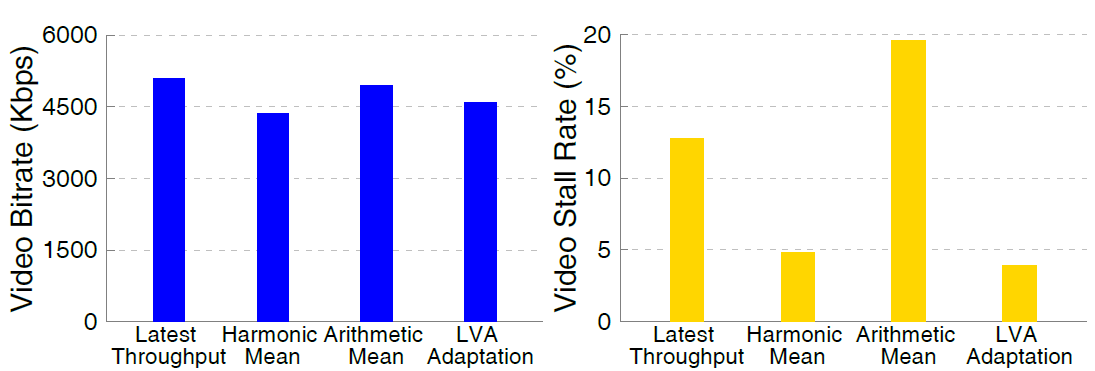 Video Bitrate (Kbps)
6000
4500
3000
1500
0
Latest
Throughput
Harmonic
Mean
Arithmetic
Mean
LVA
Adaptation
Video Stall Rate (%)
20
15
10
5
0
Latest
Throughput
Harmonic
Mean
Arithmetic
Mean
LVA
Adaptation